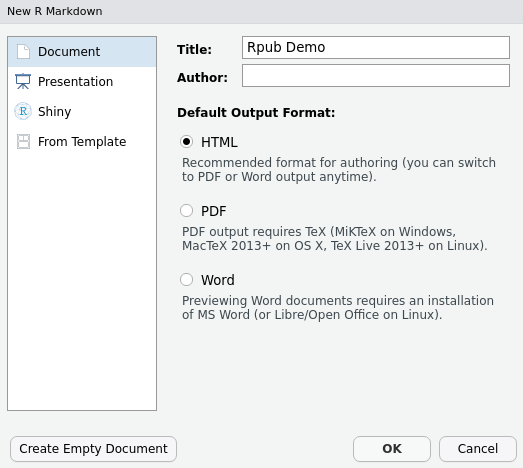 New R Markdown
Document
Presentation
R Shiny
From Template
Title: Rpub Demo
Author:
Default Output Format:
HTML
Recommended format for authoring (you can switch
to PDF or Word output anytime).
PDF
PDF output requires TeX (MiKTeX on Windows,
MacTeX 2013+ on OS X, TeX Live 2013+ on Linux).
Word
Previewing Word documents requires an installation
of MS Word (or Libre/Open Office on Linux).
Create Empty Document
OK
Cancel